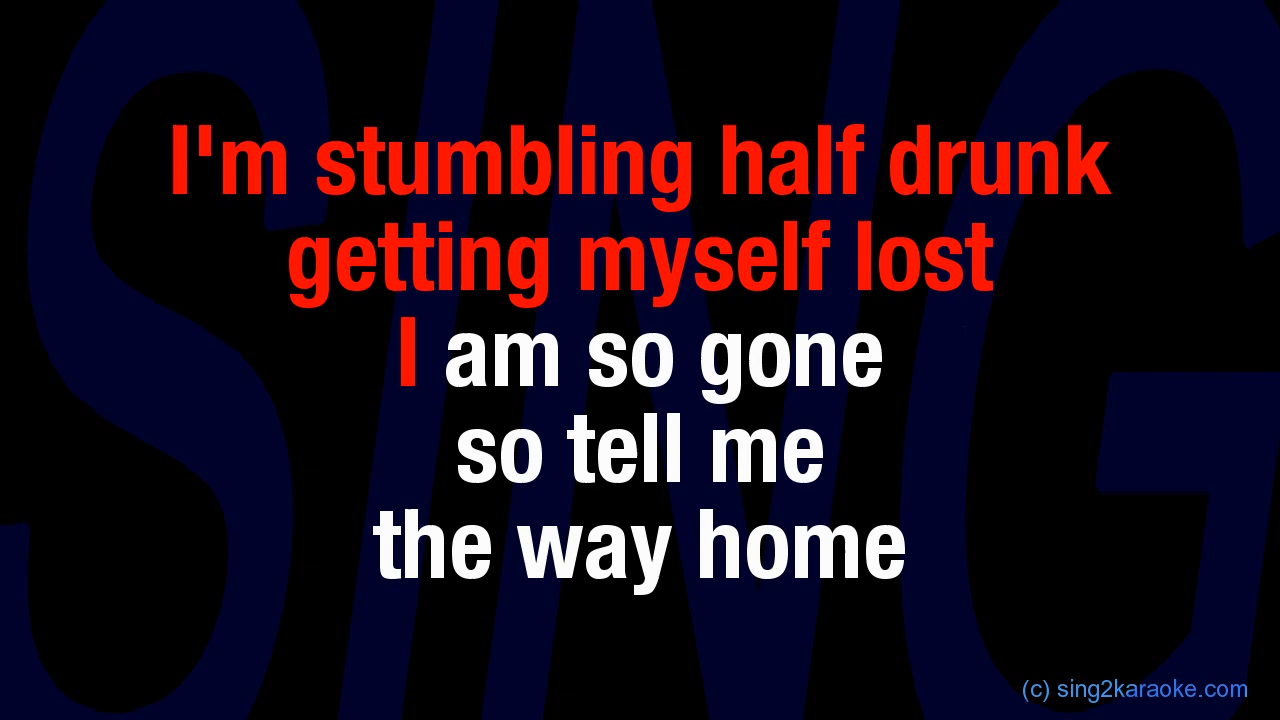 SING
I'm stumbling half drunk
getting myself lost
I am so gone
so tell me
the way home
(c) sing2karaoke.com